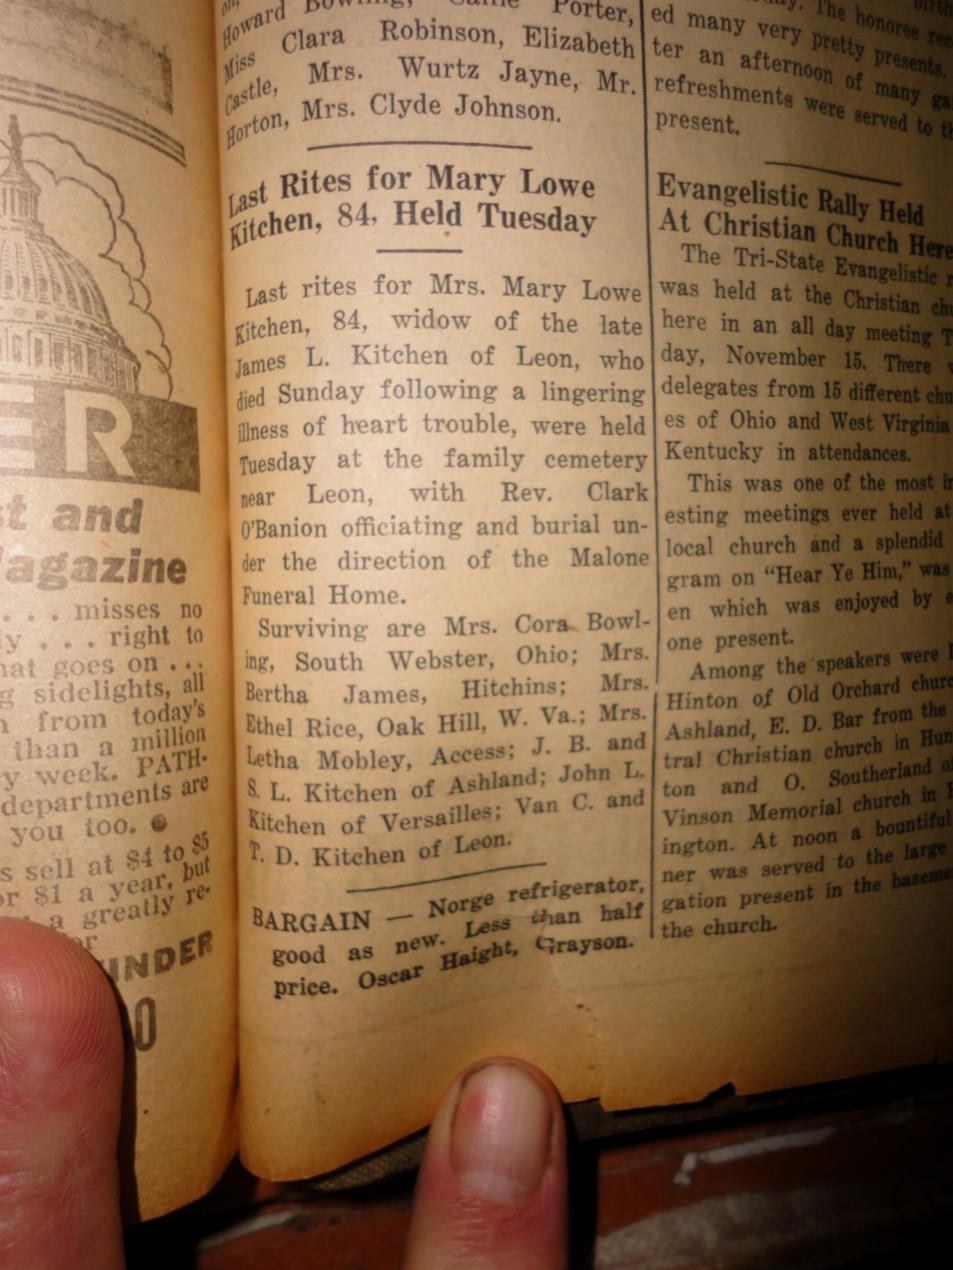 Howard Bowling, Callie Porter,
Miss Clara Robinson, Elizabeth
Castle, Mrs. Wurtz Jayne, Mr.
Horton, Mrs. Clyde Johnson.
Last Rites for Mary Lowe
Kitchen, 84, Held Tuesday
Last rites for Mrs. Mary Lowe
Kitchen, 84, widow of the late
James L. Kitchen of Leon, who
died Sunday following a lingering
illness of heart trouble, were held
Tuesday at the family cemetery
near Leon, with Rev. Clark
O'Banion officiating and burial un-
der the direction of the Malone
Funeral Home.
Surviving are Mrs. Cora Bowl-
ing, South Webster, Ohio; Mrs.
Bertha James, Hitchins; Mrs.
Ethel Rice, Oak Hill, W. Va.; Mrs.
Letha Mobley, Access; J. B. and
S. L. Kitchen of Ashland; John L.
Kitchen of Versailles; Van C. and
T. D. Kitchen of Leon.
BARGAIN — Norge refrigerator,
good as new. Less than half
price. Oscar Haight, Grayson.
The honoree
ed many very pretty presents.
ter an afternoon of many
refreshments were served to
present.
Evangelistic Rally Held
At Christian Church Here
The Tri-State Evangelistic
was held at the Christian
here in an all day meeting
day, November 15. There
delegates from 15 different
es of Ohio and West Virginia
Kentucky in attendances.
This was one of the most
esting meetings ever held at
local church and a splendid
gram on "Hear Ye Him," was
en which was enjoyed by
one present.
Among the speakers were
Hinton of Old Orchard
Ashland, E. D. Bar from the
tral Christian church in
ton and O. Southerland
Vinson Memorial church in
ington. At noon a bountiful
ner was served to the large
gation present in the
the church.
ER
and
agazine
. . . misses no
. . . right to
goes on . . .
sidelights, all
from today's
than a million
week. PATH-
departments are
you too.
sell at $4 to $5
$1 a year, but
a greatly re-
INDER